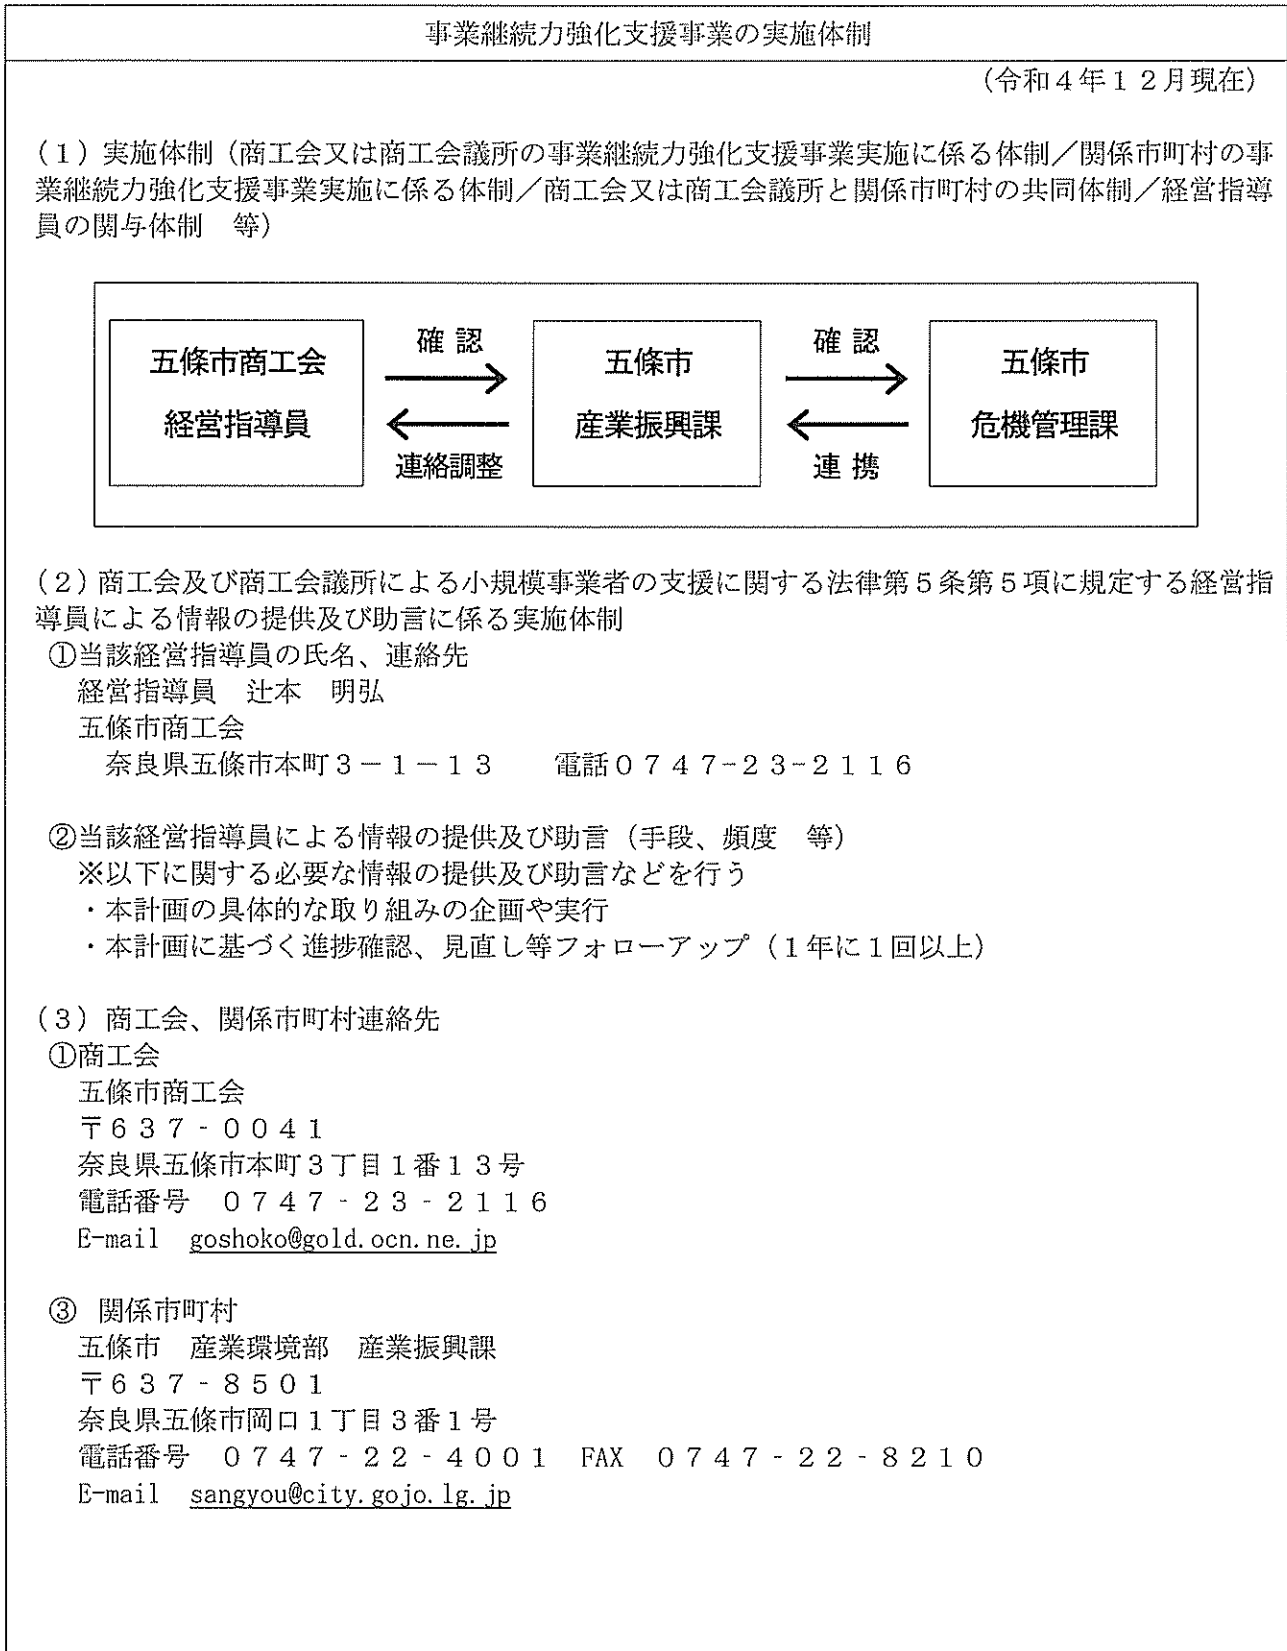 事業継続力強化支援事業の実施体制
(令和4年12月現在)
(1)実施体制(商工会又は商工会議所の事業継続力強化支援事業実施に係る体制/関係市町村の事
業継続力強化支援事業実施に係る体制/商工会又は商工会議所と関係市町村の共同体制/経営指導
員の関与体制 等)
五條市商工会
経営指導員
確 認
連絡調整
五條市
産業振興課
確 認
連 携
五條市
危機管理課
(2)商工会及び商工会議所による小規模事業者の支援に関する法律第5条第5項に規定する経営指
導員による情報の提供及び助言に係る実施体制
①当該経営指導員の氏名、連絡先
経営指導員 辻本 明弘
五條市商工会
奈良県五條市本町3-1-13 電話0747-23-2116
②当該経営指導員による情報の提供及び助言(手段、頻度 等)
※以下に関する必要な情報の提供及び助言などを行う
・本計画の具体的な取り組みの企画や実行
・本計画に基づく進捗確認、見直し等フォローアップ(1年に1回以上)
(3)商工会、関係市町村連絡先
①商工会
五條市商工会
〒637-0041
奈良県五條市本町3丁目1番13号
電話番号 0747-23-2116
E-mail goshoko@gold.ocn.ne.jp
③ 関係市町村
五條市 産業環境部 産業振興課
〒637-8501
奈良県五條市岡口1丁目3番1号
電話番号 0747-22-4001 FAX 0747-22-8210
E-mail sangyou@city.gojo.lg.jp